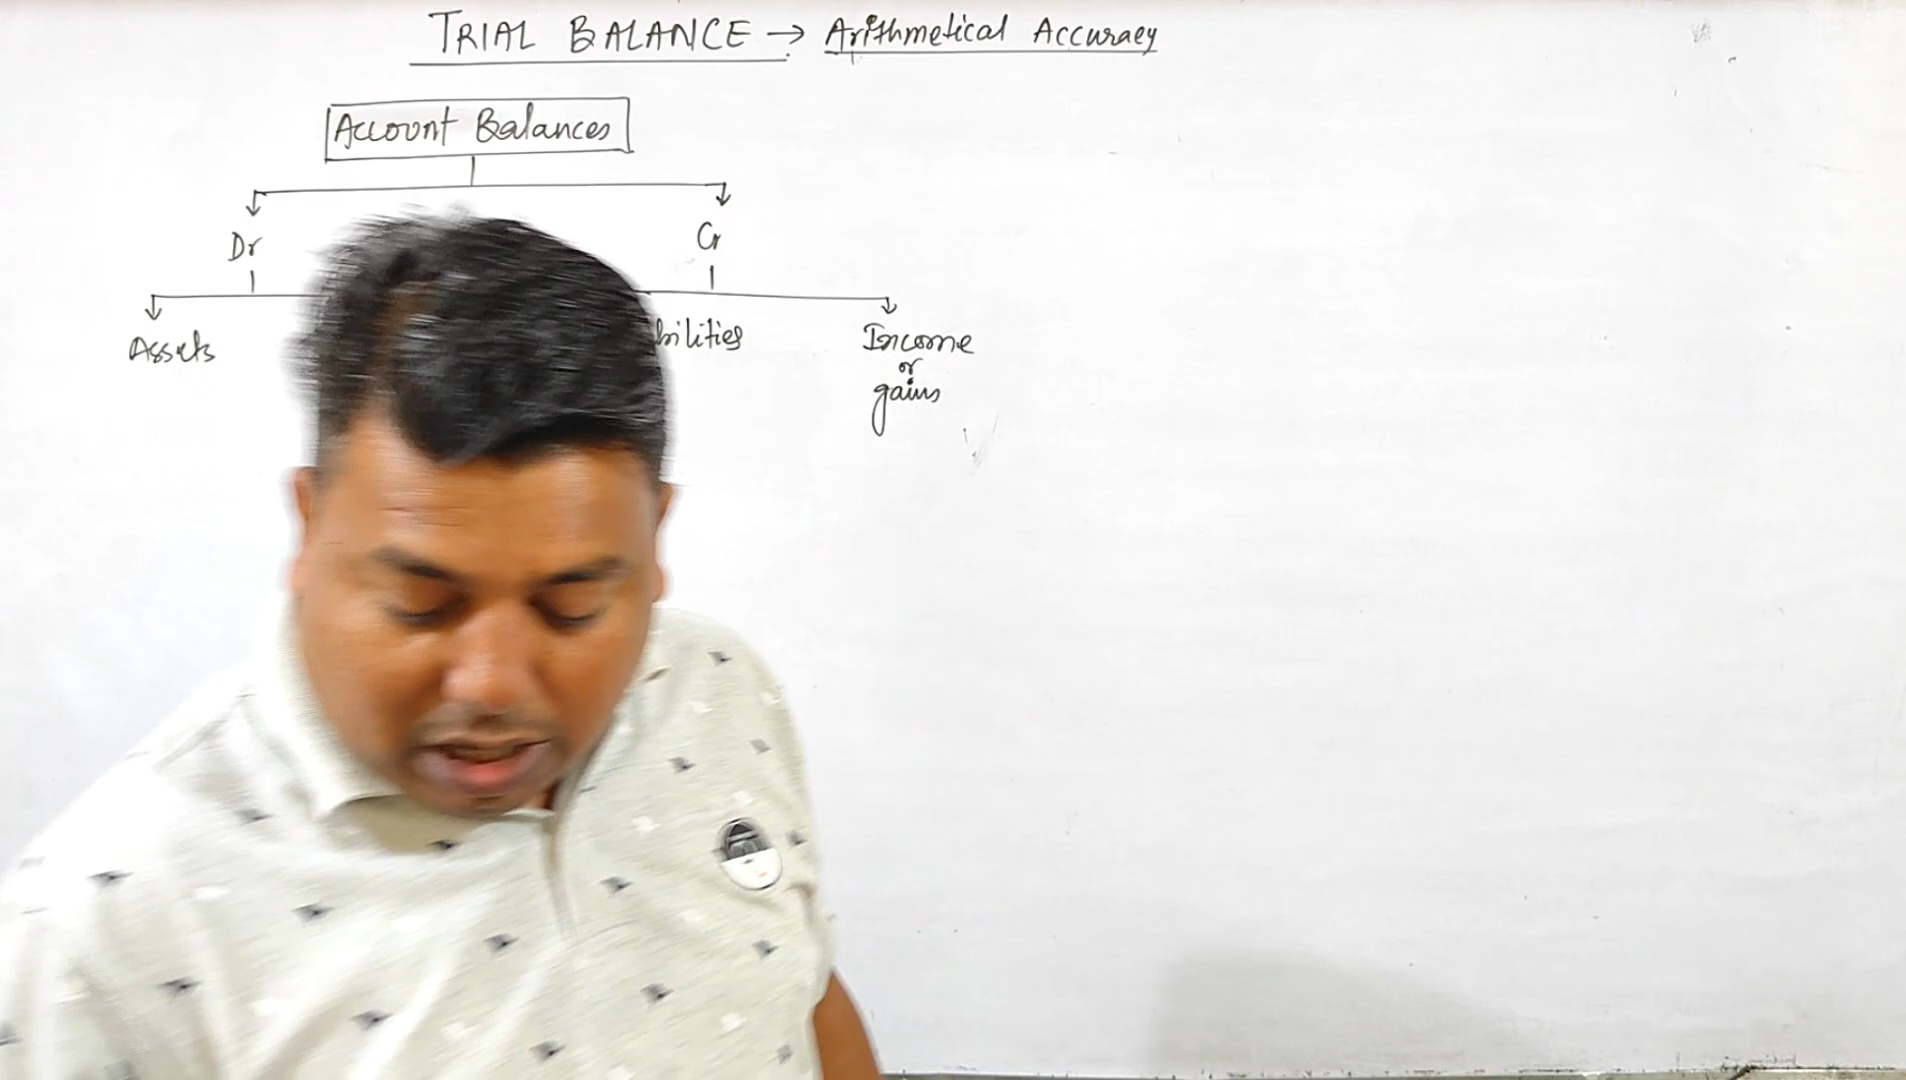 TRIAL BALANCE → Arithmetical Accuracy
Account Balances
Dr
Cr
Assets
bilities
Income
or
gains